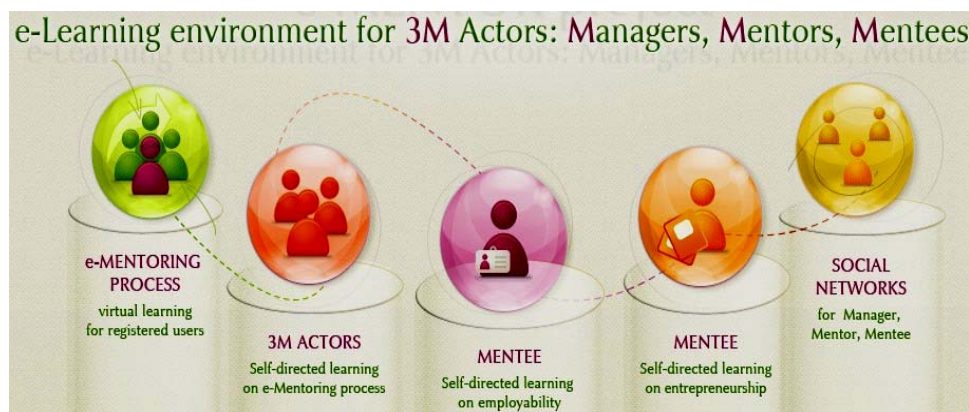 e-Learning environment for 3M Actors: Managers, Mentors, Mentees
e-MENTORING
PROCESS
virtual learning
for registered users
3M ACTORS
Self-directed learning
on e-Mentoring process
MENTEE
Self-directed learning
on employability
MENTEE
Self-directed learning
on entrepreneurship
SOCIAL
NETWORKS
for Manager,
Mentor, Mentee